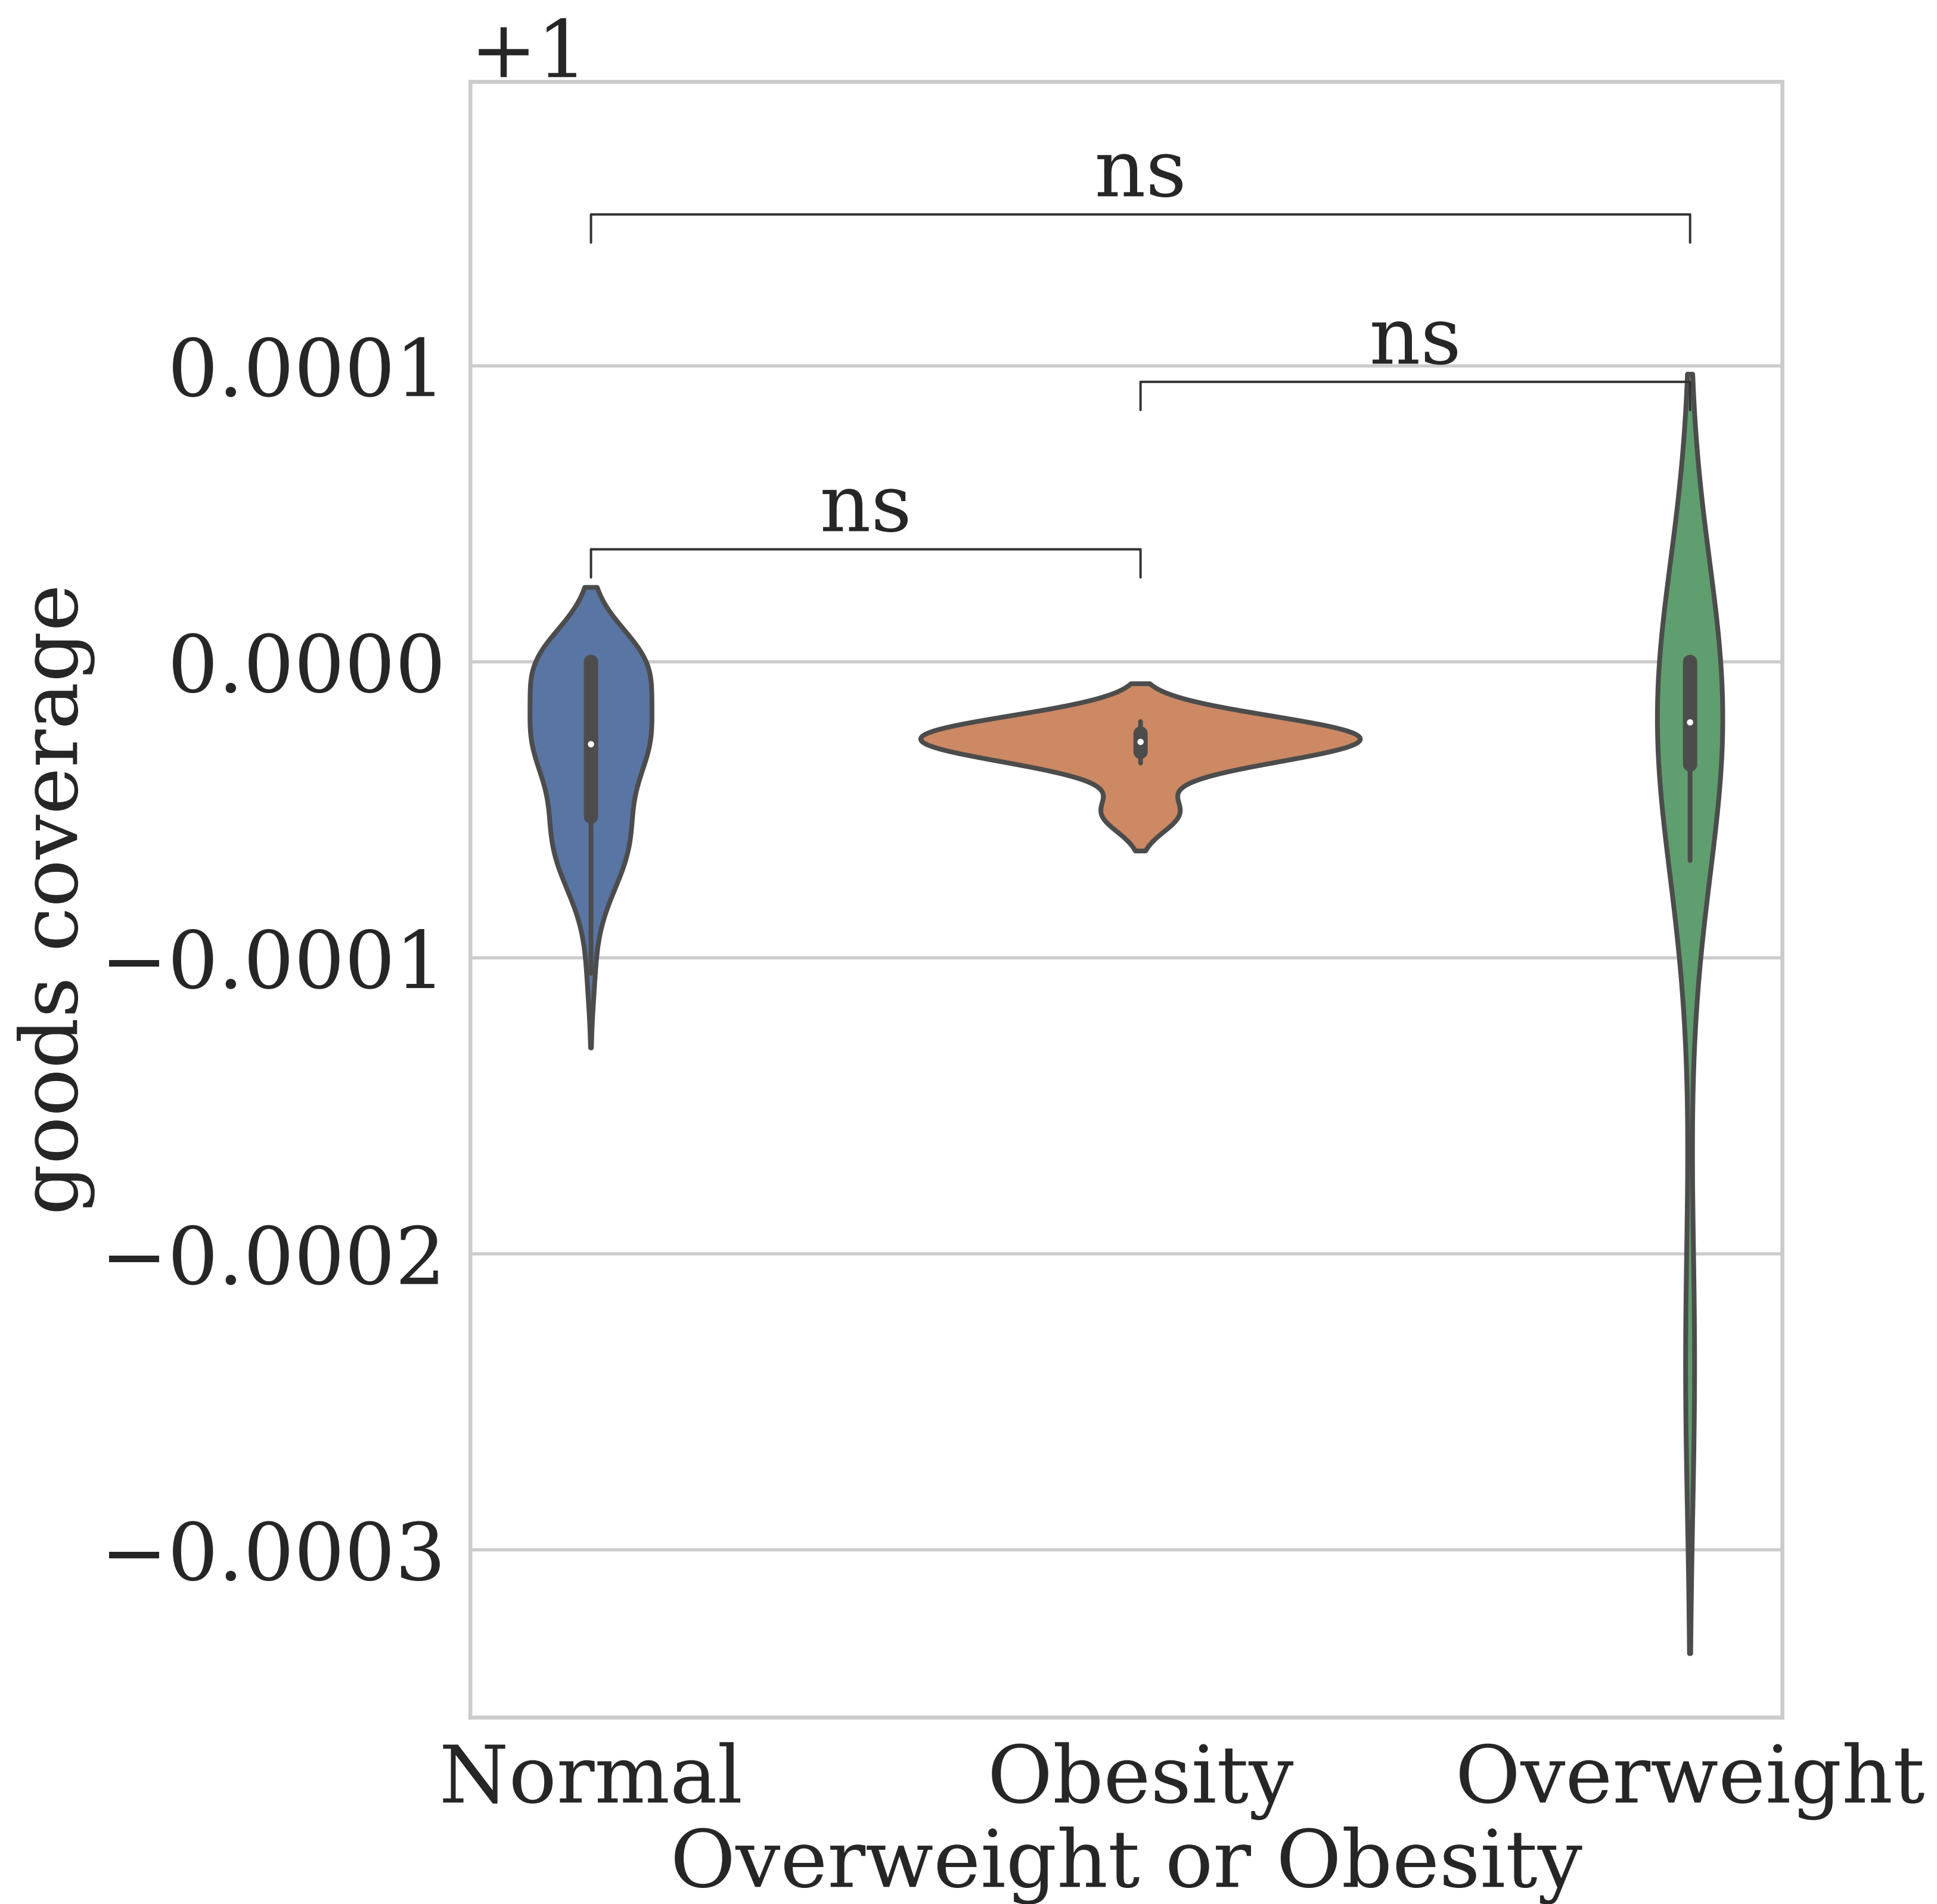 +1
ns
ns
ns
0.0001
0.0000
−0.0001
−0.0002
−0.0003
goods coverage
Normal Obesity Overweight
Overweight or Obesity